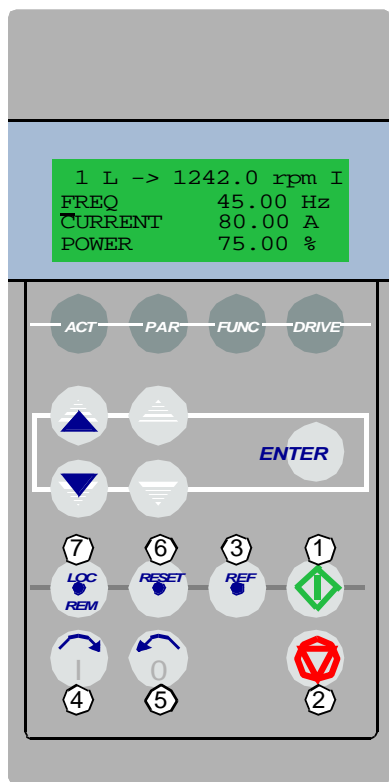 1 L -> 1242.0 rpm I
FREQ 45.00 Hz
CURRENT 80.00 A
POWER 75.00 %
ACT PAR FUNC DRIVE
ENTER
7 6 3 1
LOC RESET REF
REM
I 0
4 5 2